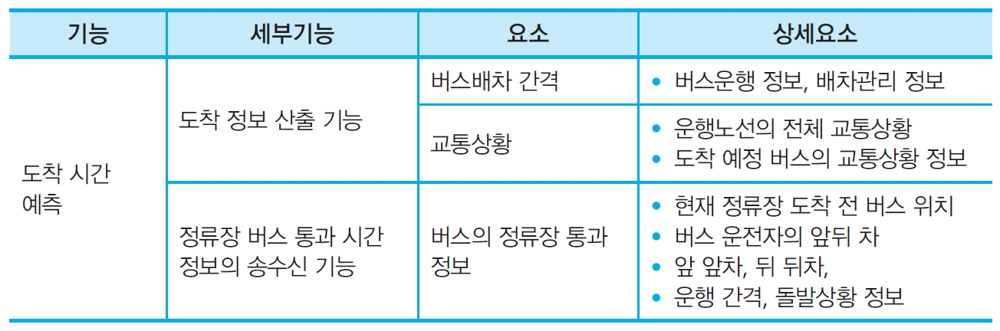 기능 세부기능 요소 상세요소
도착 시간
예측
도착 정보 산출 기능
버스배차 간격
• 버스운행 정보, 배차관리 정보
교통상황
• 운행노선의 전체 교통상황
• 도착 예정 버스의 교통상황 정보
정류장 버스 통과 시간
정보의 송수신 기능
버스의 정류장 통과
정보
• 현재 정류장 도착 전 버스 위치
• 버스 운전자의 앞뒤 차
• 앞 앞차, 뒤 뒤차,
• 운행 간격, 돌발상황 정보